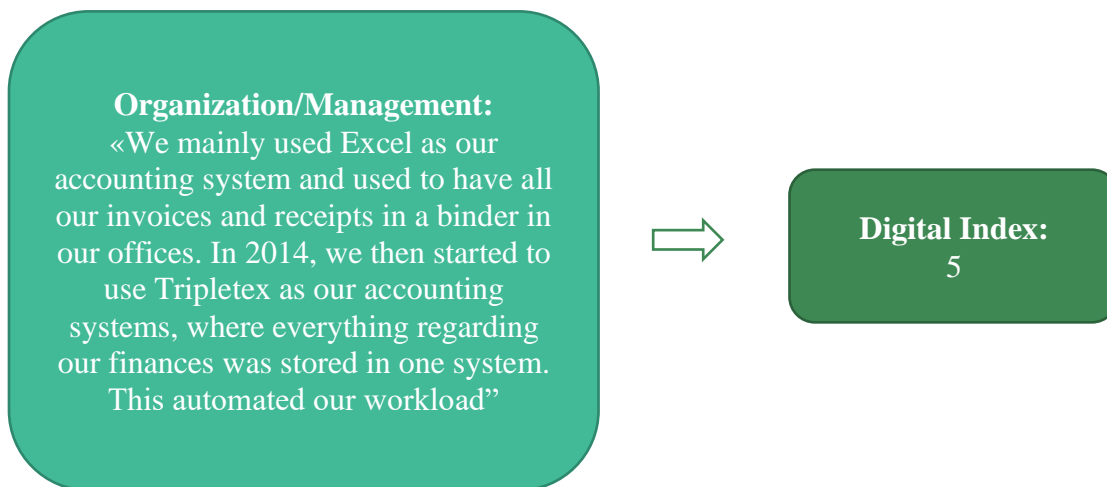 Organization/Management:
«We mainly used Excel as our
accounting system and used to have all
our invoices and receipts in a binder in
our offices. In 2014, we then started to
use Tripletex as our accounting
systems, where everything regarding
our finances was stored in one system.
This automated our workload”
Digital Index:
5